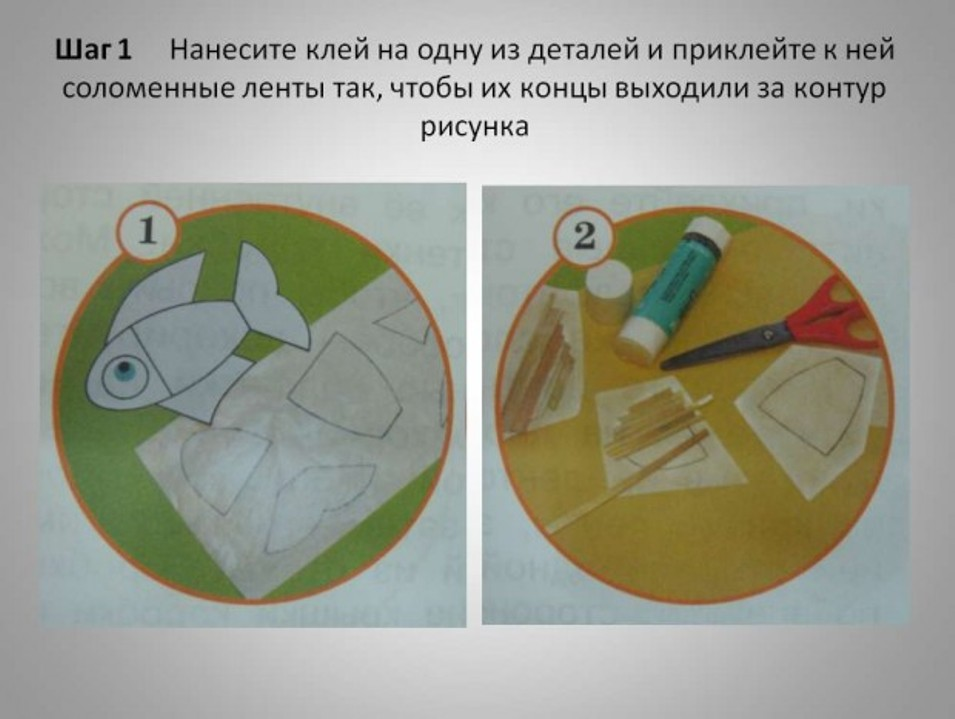 Шаг 1 Нанесите клей на одну из деталей и приклейте к ней
соломенные ленты так, чтобы их концы выходили за контур
рисунка
1
2